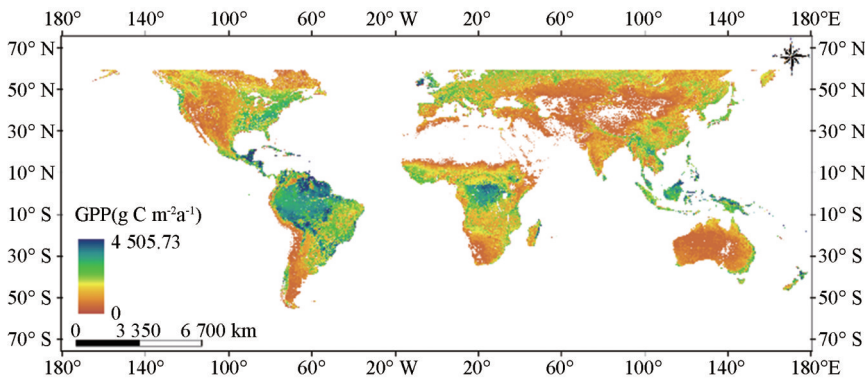 180° 140° 100° 60° 20° W 20° 60° 100° 140° 180°E
70° N 70° N
50° N 50° N
30° N 30° N
10° N 10° N
10° S 10° S
30° S 30° S
50° S 50° S
70° S 70° S
GPP(g C m⁻²a⁻¹)
4 505.73
0
0 3 350 6 700 km
180° 140° 100° 60° 20° W 20° 60° 100° 140° 180°